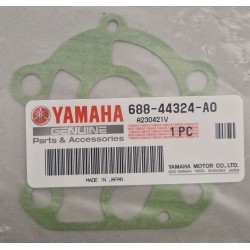 YAMAHA 688-44324-A0
GENUINE A230421V
Parts & Accessories 1 PC
YAMAHA MOTOR CO., LTD.
MADE IN JAPAN